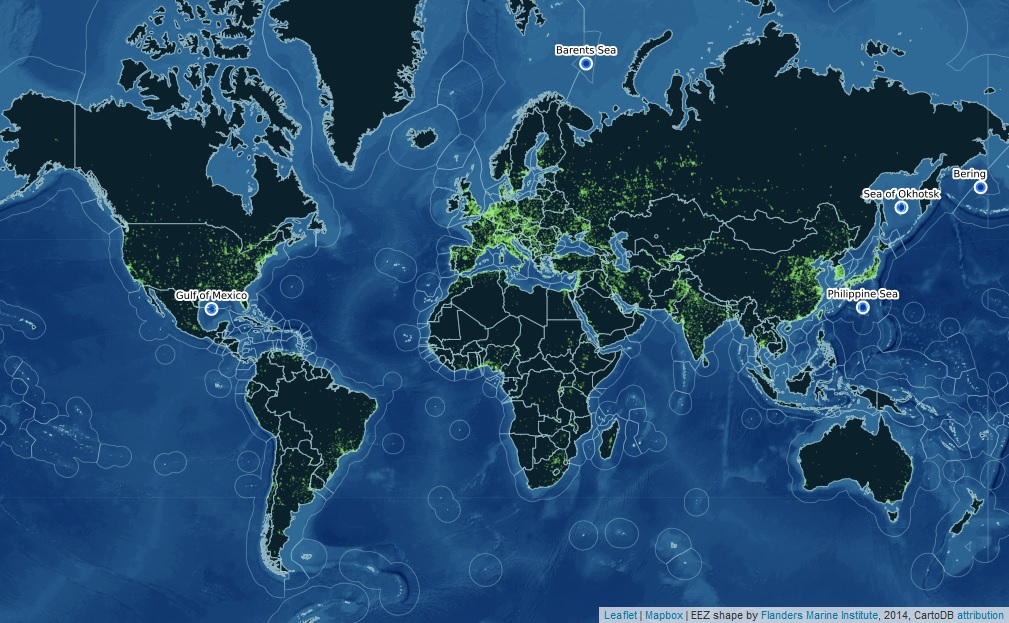 Barents Sea
Bering
Sea of Okhotsk
Gulf of Mexico
Philippine Sea
Leaflet | Mapbox | EEZ shape by Flanders Marine Institute, 2014, CartoDB attribution